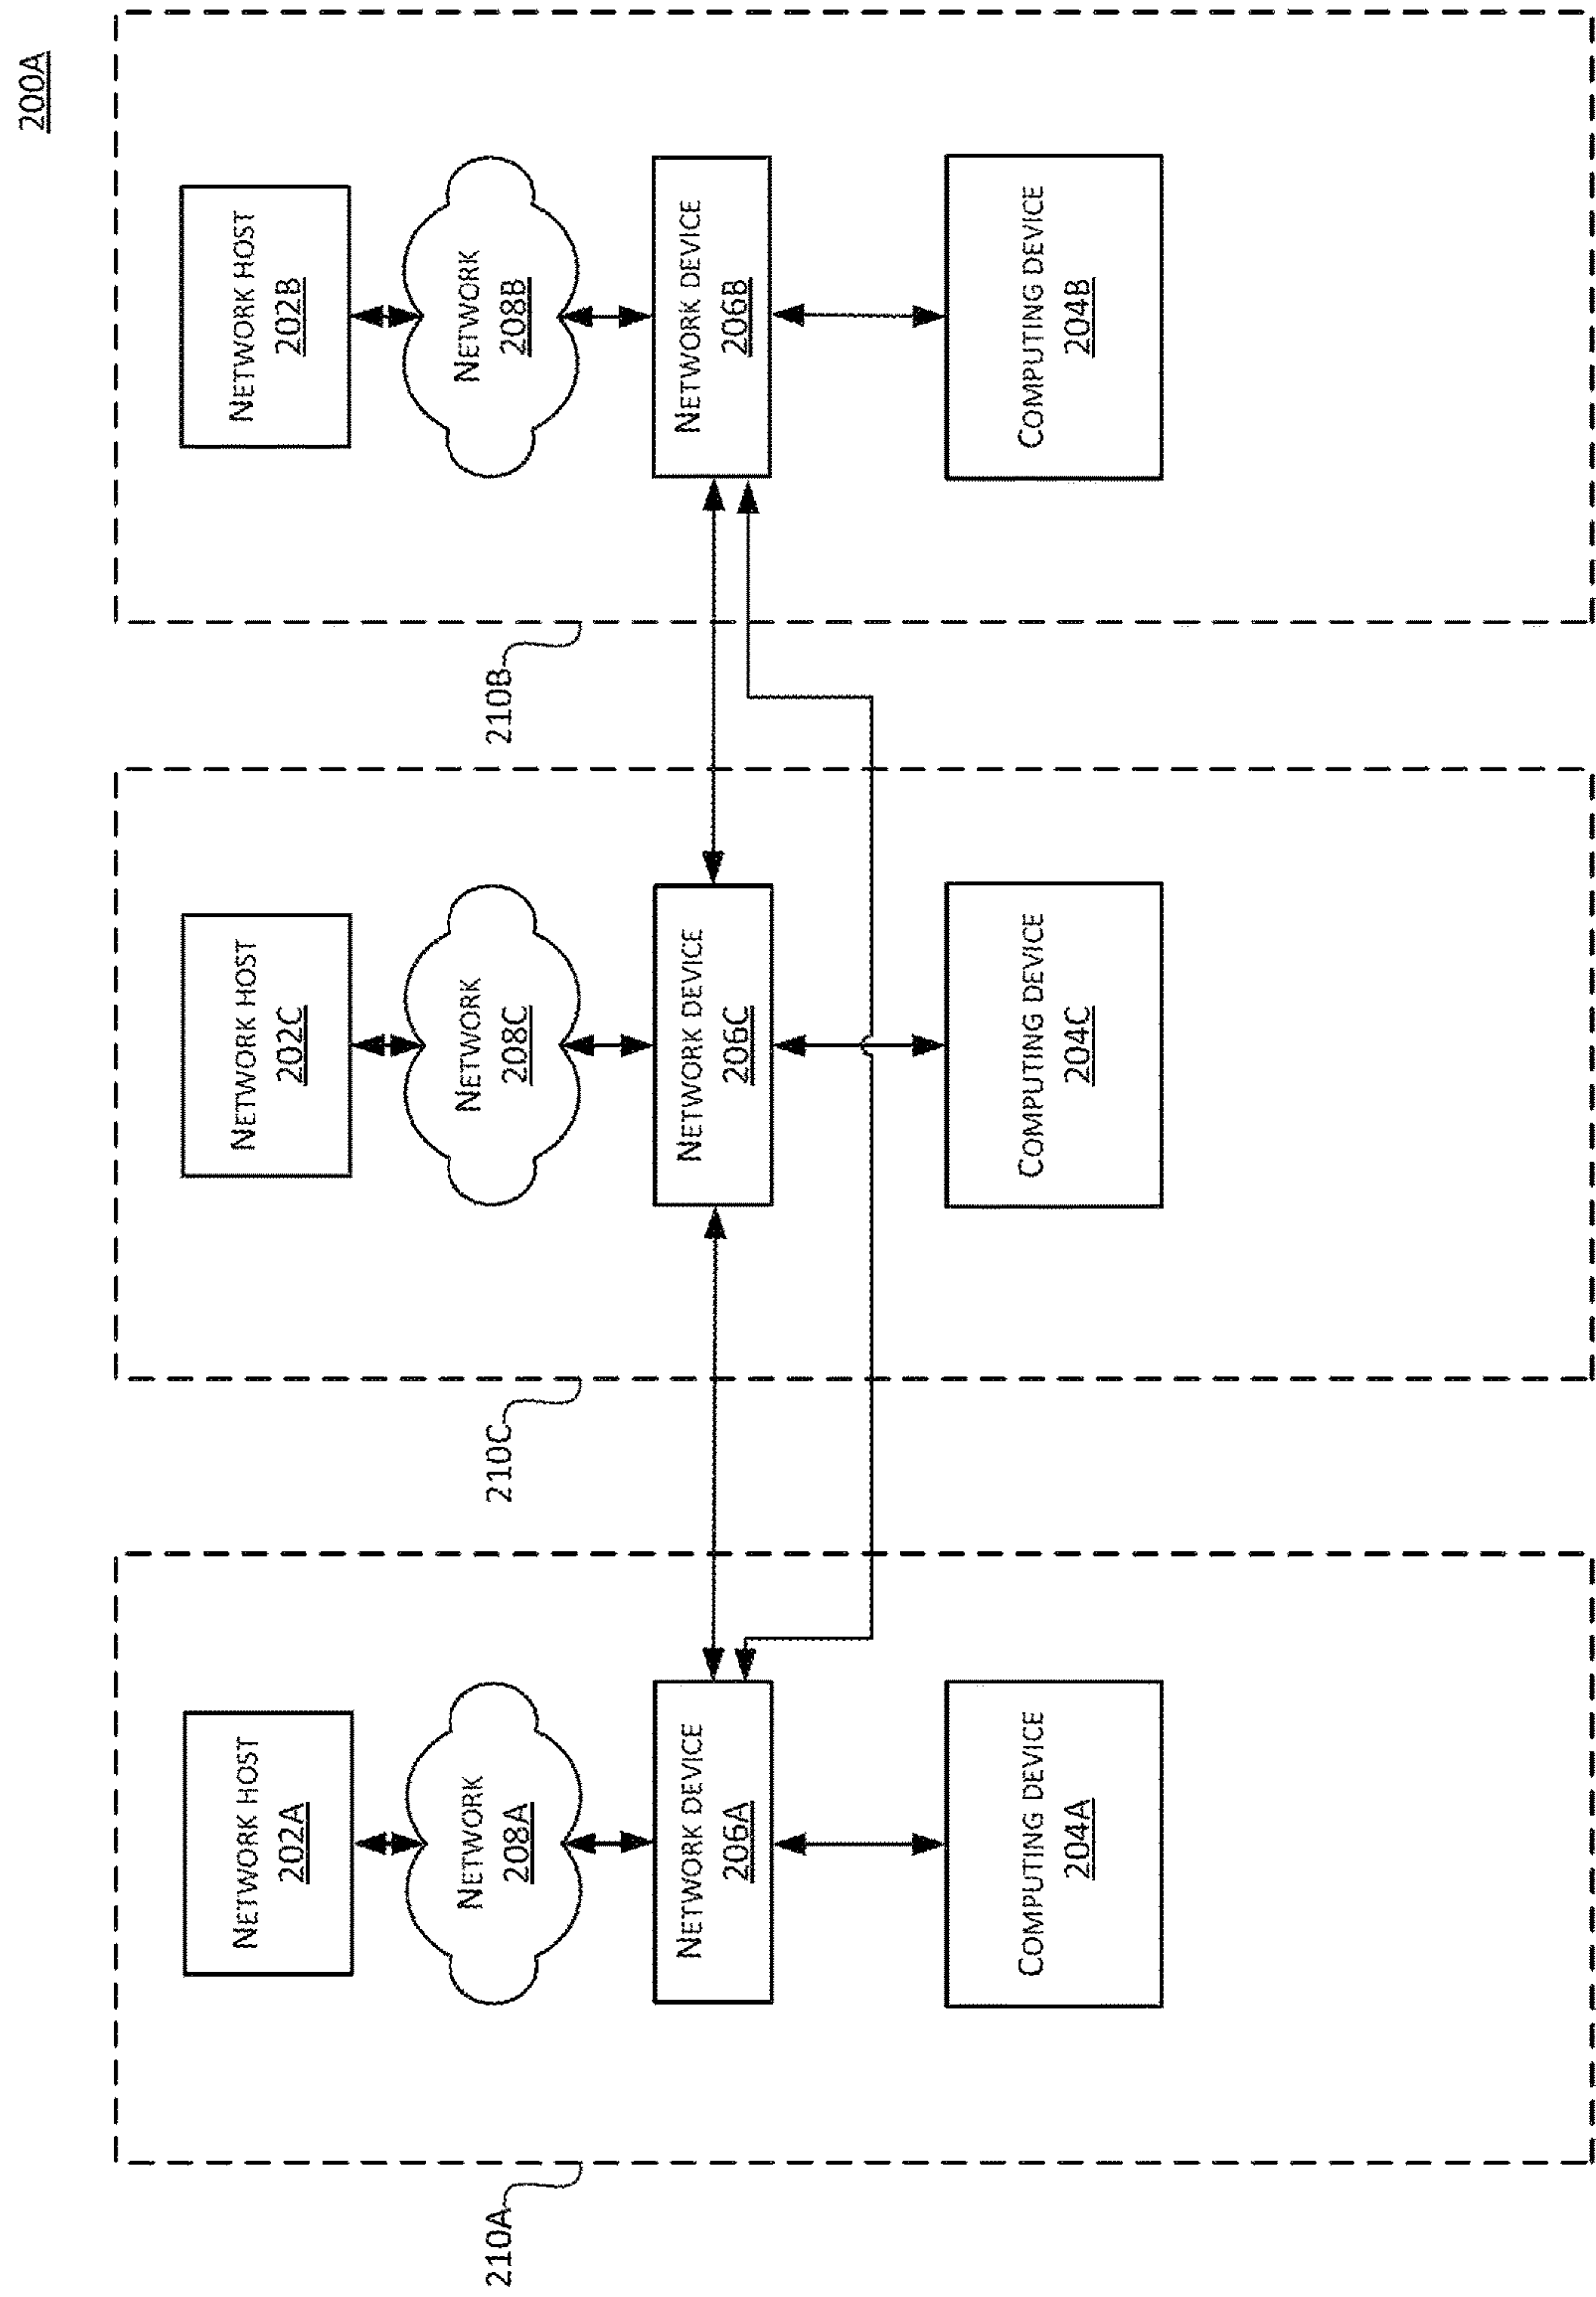 200A
NETWORK HOST
202A
NETWORK
208A
NETWORK DEVICE
206A
COMPUTING DEVICE
204A
210A
NETWORK HOST
202C
NETWORK
208C
NETWORK DEVICE
206C
COMPUTING DEVICE
204C
210C
NETWORK HOST
202B
NETWORK
208B
NETWORK DEVICE
206B
COMPUTING DEVICE
204B
210B